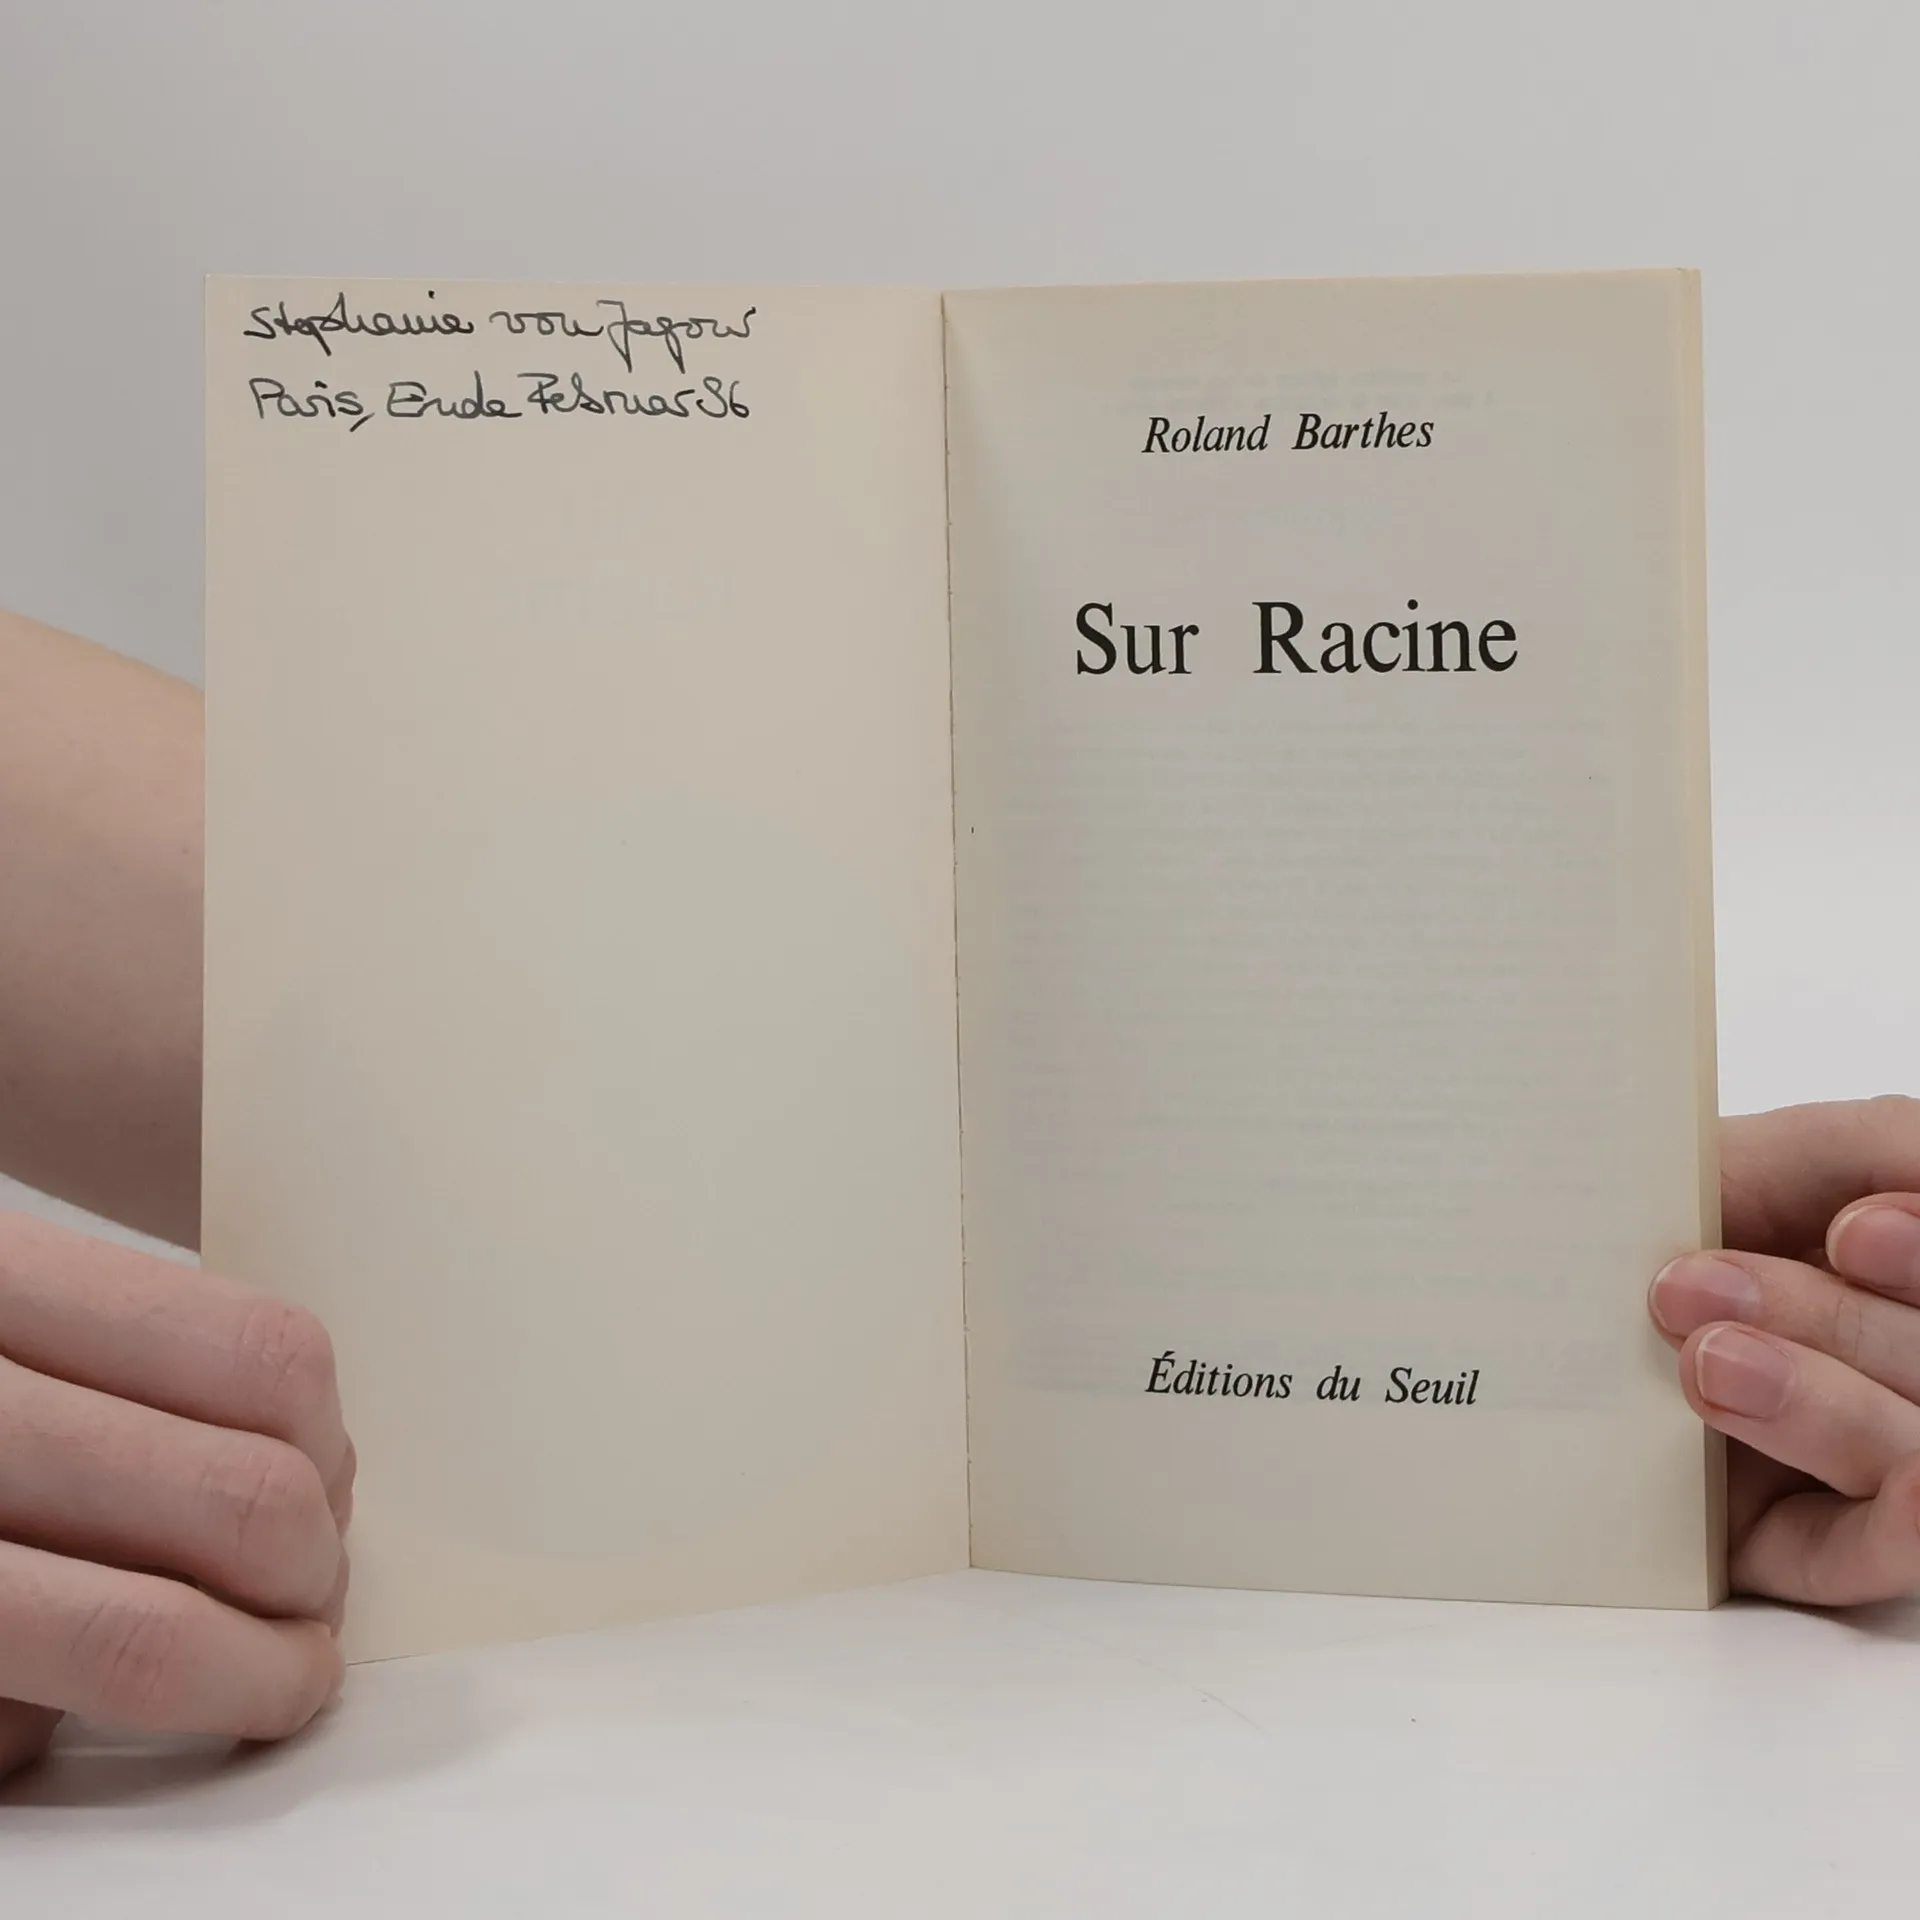 Stephanie von Jagow
Paris, Ende Februar 86
Roland Barthes
Sur Racine
Éditions du Seuil